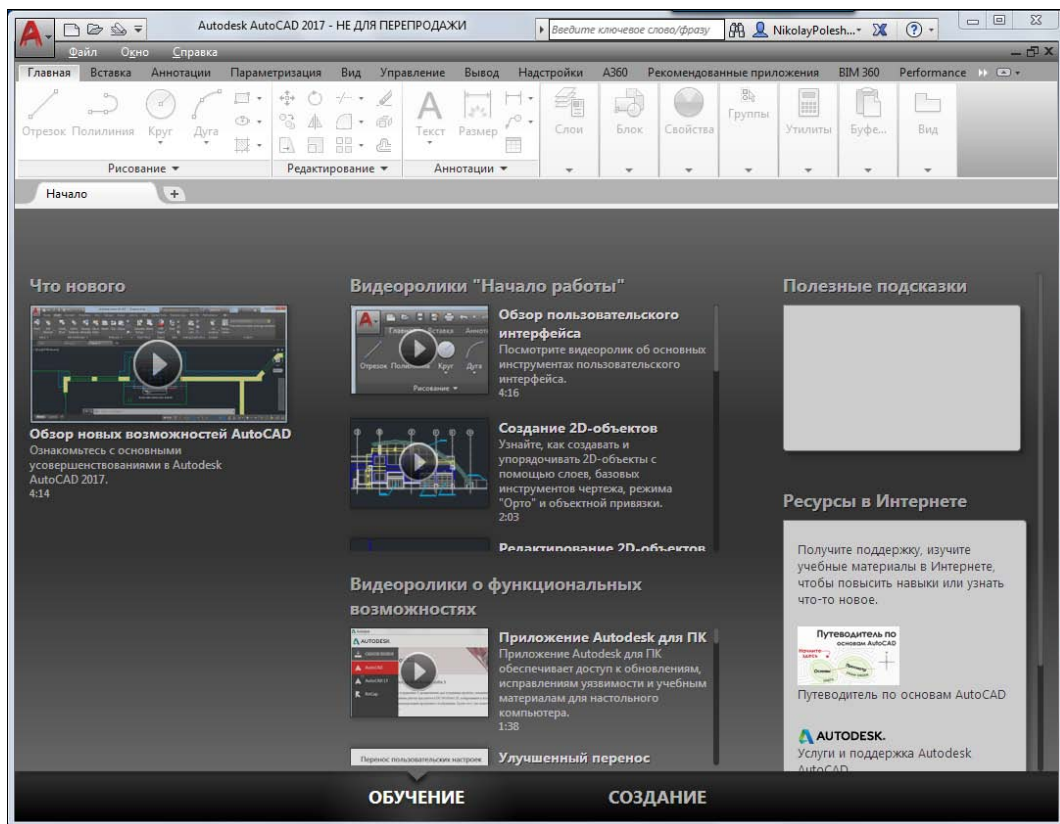 Autodesk AutoCAD 2017 - НЕ ДЛЯ ПЕРЕПРОДАЖИ
Введите ключевое слово/фразу
NikolayPolesh...
Файл Окно Справка
Главная Вставка Аннотации Параметризация Вид Управление Вывод Надстройки A360 Рекомендованные приложения BIM 360 Performance
Отрезок Полилиния Круг Дуга Текст Размер Слои Блок Свойства Группы Утилиты Буфе... Вид
Рисование Редактирование Аннотации
Начало +
Что нового
Обзор новых возможностей AutoCAD
Ознакомьтесь с основными
усовершенствованиями в Autodesk
AutoCAD 2017.
4:14
Видеоролики "Начало работы"
Обзор пользовательского
интерфейса
Посмотрите видеоролик об основных
инструментах пользовательского
интерфейса.
4:16
Создание 2D-объектов
Узнайте, как создавать и
упорядочивать 2D-объекты с
помощью слоев, базовых
инструментов чертежа, режима
"Орто" и объектной привязки.
2:03
Редактирование 2D-объектов
Видеоролики о функциональных
возможностях
AUTODESK
AutoCAD
AutoCAD LT
Приложение Autodesk для ПК
Приложение Autodesk для ПК
обеспечивает доступ к обновлениям,
исправлениям уязвимости и учебным
материалам для настольного
компьютера.
1:38
Перенос пользовательских настроек
Улучшенный перенос
Полезные подсказки
Ресурсы в Интернете
Получите поддержку, изучите
учебные материалы в Интернете,
чтобы повысить навыки или узнать
что-то новое.
Путеводитель по
основам AutoCAD
Начните
здесь
Основы
Путеводитель по основам AutoCAD
AUTODESK.
Услуги и поддержка Autodesk
AutoCAD
ОБУЧЕНИЕ СОЗДАНИЕ